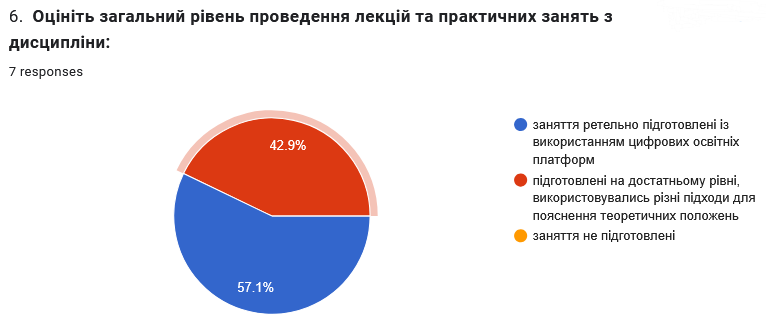 6. Оцініть загальний рівень проведення лекцій та практичних занять з
дисципліни:
7 responses
42.9%
57.1%
заняття ретельно підготовлені із
використанням цифрових освітніх
платформ
підготовлені на достатньому рівні,
використовувались різні підходи для
пояснення теоретичних положень
заняття не підготовлені